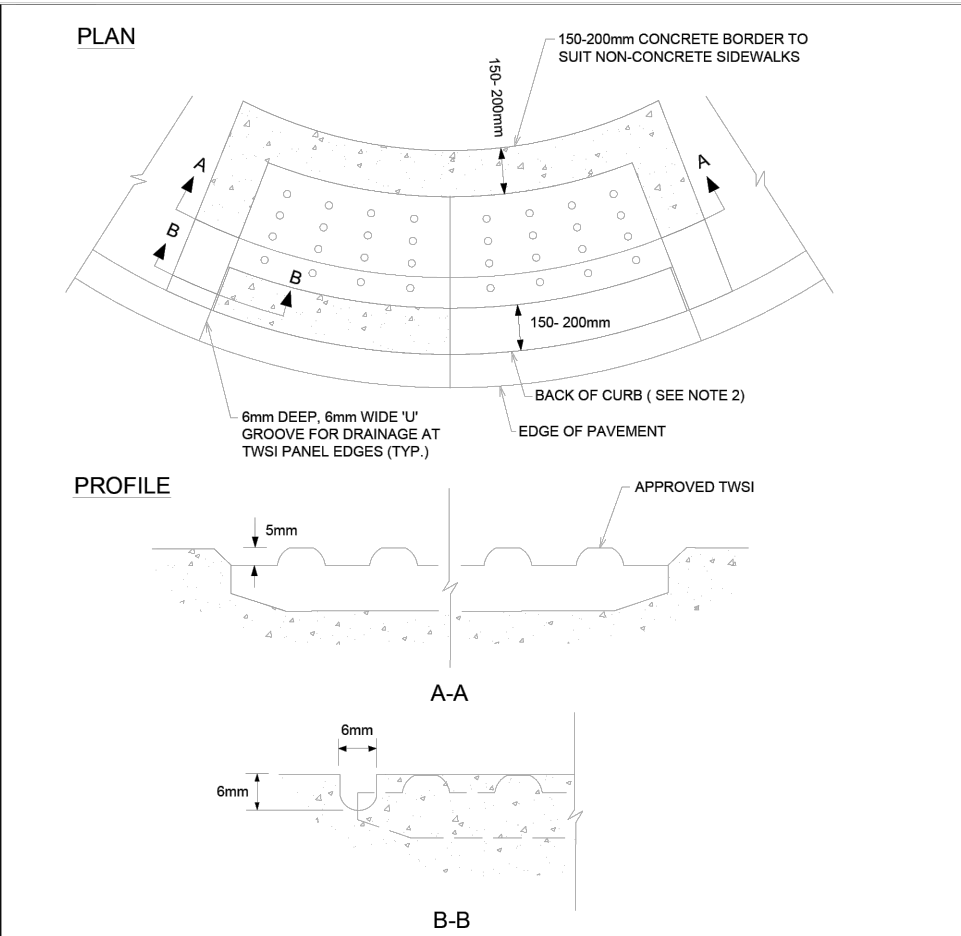 PLAN
150-200mm CONCRETE BORDER TO
SUIT NON-CONCRETE SIDEWALKS
150- 200mm
A
A
B
B
150- 200mm
BACK OF CURB ( SEE NOTE 2)
6mm DEEP, 6mm WIDE 'U'
GROOVE FOR DRAINAGE AT
TWSI PANEL EDGES (TYP.)
EDGE OF PAVEMENT
PROFILE
APPROVED TWSI
5mm
A-A
6mm
6mm
B-B